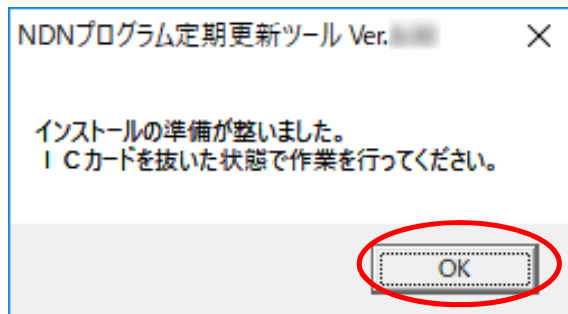 NDNプログラム定期更新ツール Ver.
インストールの準備が整いました。
ＩＣカードを抜いた状態で作業を行ってください。
OK